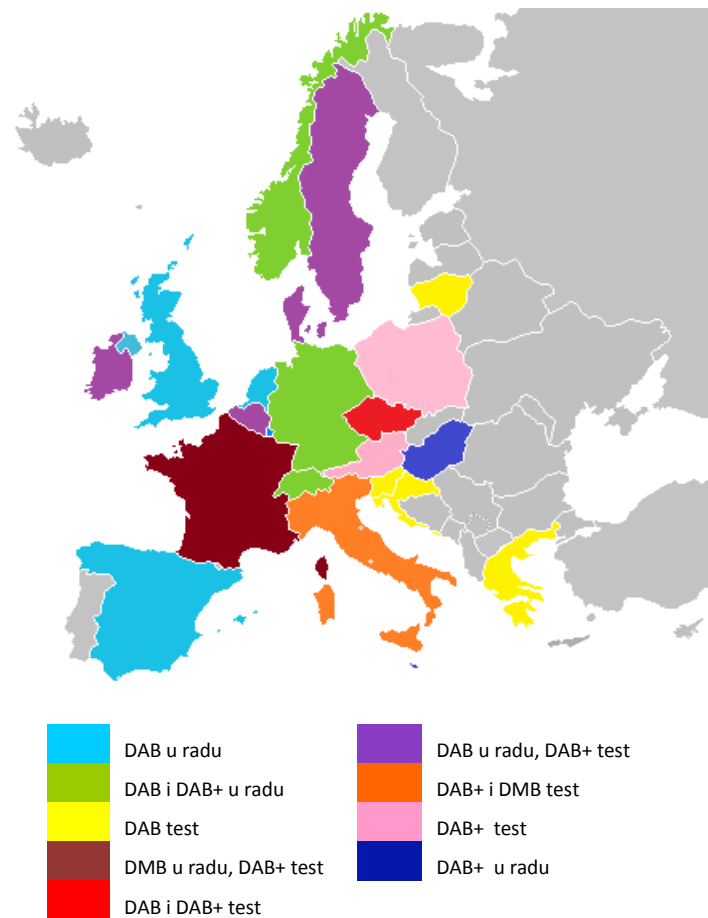 DAB u radu
DAB i DAB+ u radu
DAB test
DMB u radu, DAB+ test
DAB i DAB+ test
DAB u radu, DAB+ test
DAB+ i DMB test
DAB+ test
DAB+ u radu